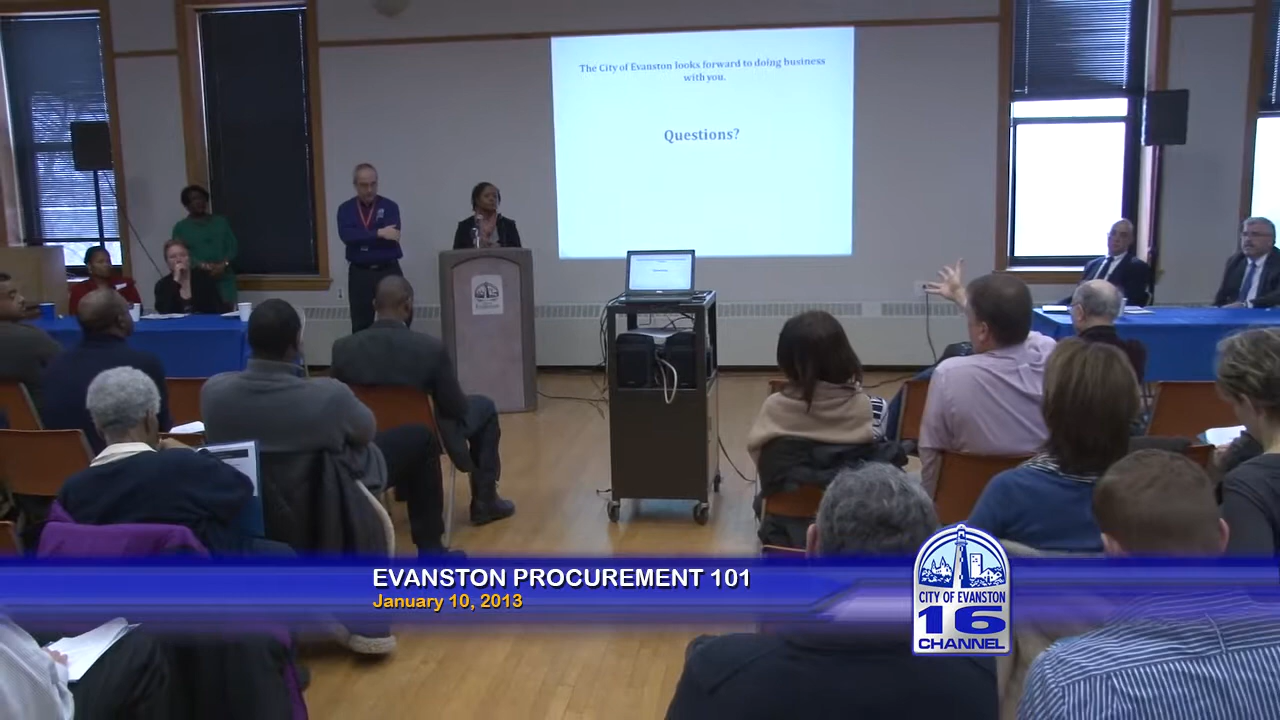 The City of Evanston looks forward to doing business
with you.
Questions?
EVANSTON PROCUREMENT 101
January 10, 2013
CITY OF EVANSTON
16
CHANNEL